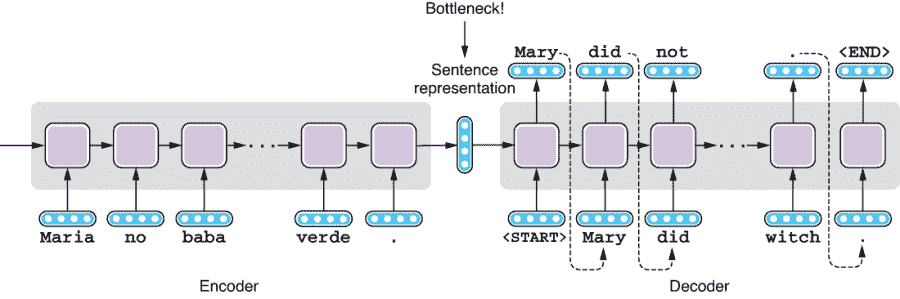 Bottleneck!
Sentence
representation
Mary did not . <END>
. . .
. . .
Maria no baba verde .
<START> Mary did witch .
Encoder
Decoder